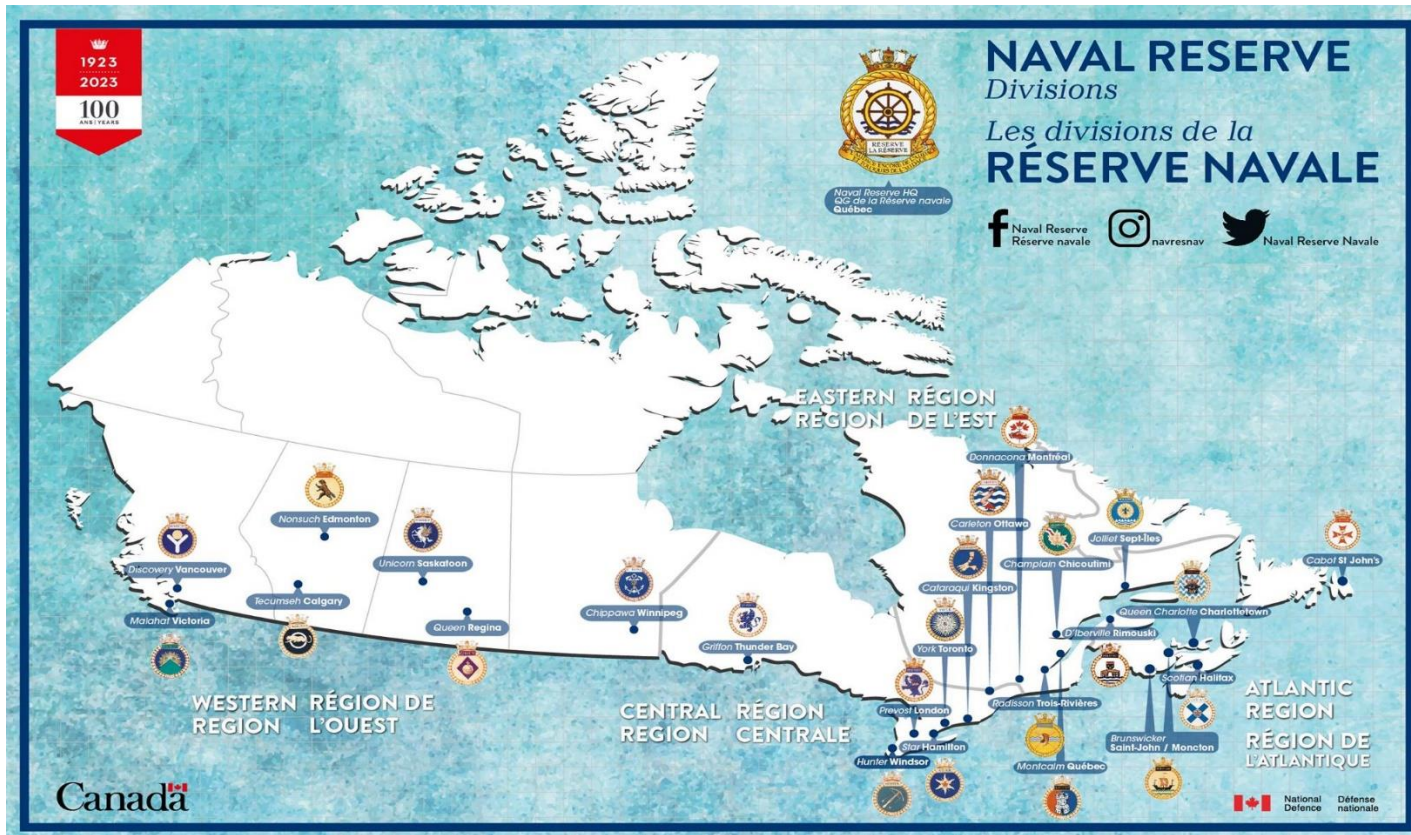 1923
2023
100
ANS | YEARS
NAVAL RESERVE
Divisions
Les divisions de la
RÉSERVE NAVALE
RÉSERVE
LA RÉSERVE
Naval Reserve HQ
QG de la Réserve navale
Québec
Naval Reserve
Réserve navale
navresnav
Naval Reserve Navale
EASTERN RÉGION
REGION DE L'EST
Donnacona Montréal
Nonsuch Edmonton
Carleton Ottawa
Jolliet Sept-Îles
Discovery Vancouver
Unicorn Saskatoon
Champlain Chicoutimi
Cabot St John's
Cataraqui Kingston
Tecumseh Calgary
Malahat Victoria
Queen Regina
Chippawa Winnipeg
Queen Charlotte Charlottetown
D'Iberville Rimouski
Griffon Thunder Bay
York Toronto
Scotian Halifax
WESTERN RÉGION DE
REGION L'OUEST
CENTRAL RÉGION
REGION CENTRALE
Prevost London
Radisson Trois-Rivières
ATLANTIC
REGION
RÉGION DE
L'ATLANTIQUE
Star Hamilton
Hunter Windsor
Montcalm Québec
Brunswicker
Saint-John / Moncton
Canada
National Défense
Defence nationale